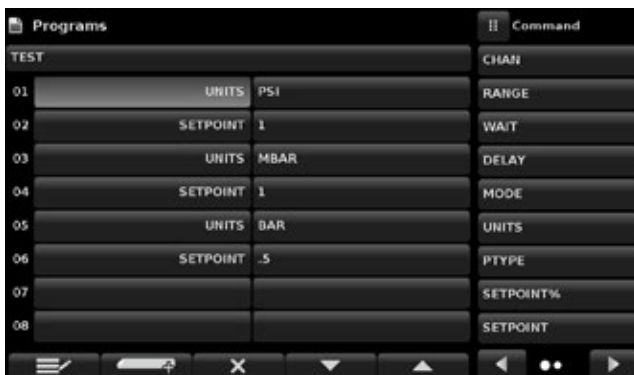 Programs
Command
TEST
CHAN
01 UNITS PSI
RANGE
02 SETPOINT 1
WAIT
03 UNITS MBAR
DELAY
04 SETPOINT 1
MODE
05 UNITS BAR
UNITS
06 SETPOINT .5
PTYPE
07
SETPOINT%
08
SETPOINT